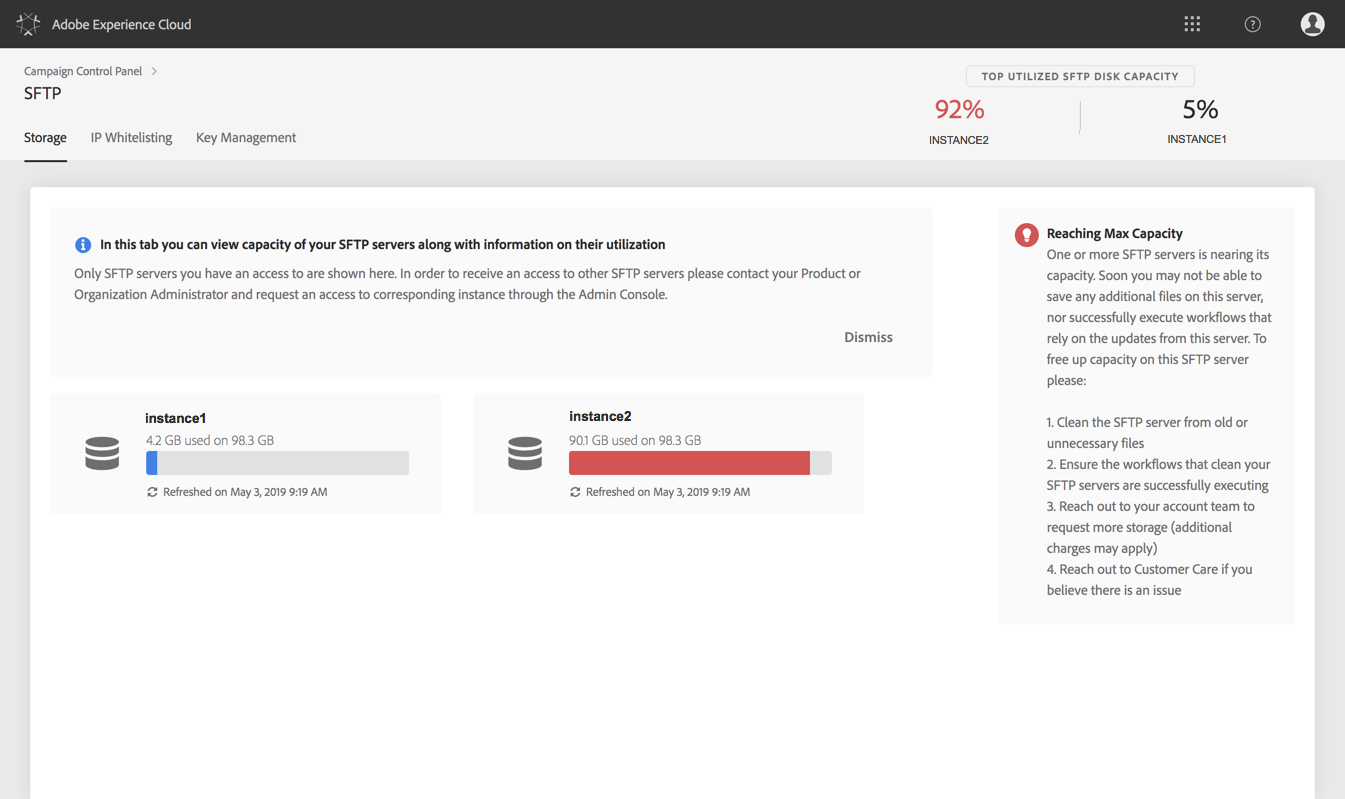 Adobe Experience Cloud
Campaign Control Panel
SFTP
Storage
IP Whitelisting
Key Management
TOP UTILIZED SFTP DISK CAPACITY
92%
INSTANCE2
5%
INSTANCE1
In this tab you can view capacity of your SFTP servers along with information on their utilization
Only SFTP servers you have an access to are shown here. In order to receive an access to other SFTP servers please contact your Product or
Organization Administrator and request an access to corresponding instance through the Admin Console.
Dismiss
instance1
4.2 GB used on 98.3 GB
Refreshed on May 3, 2019 9:19 AM
instance2
90.1 GB used on 98.3 GB
Refreshed on May 3, 2019 9:19 AM
Reaching Max Capacity
One or more SFTP servers is nearing its
capacity. Soon you may not be able to
save any additional files on this server,
nor successfully execute workflows that
rely on the updates from this server. To
free up capacity on this SFTP server
please:
1. Clean the SFTP server from old or
unnecessary files
2. Ensure the workflows that clean your
SFTP servers are successfully executing
3. Reach out to your account team to
request more storage (additional
charges may apply)
4. Reach out to Customer Care if you
believe there is an issue